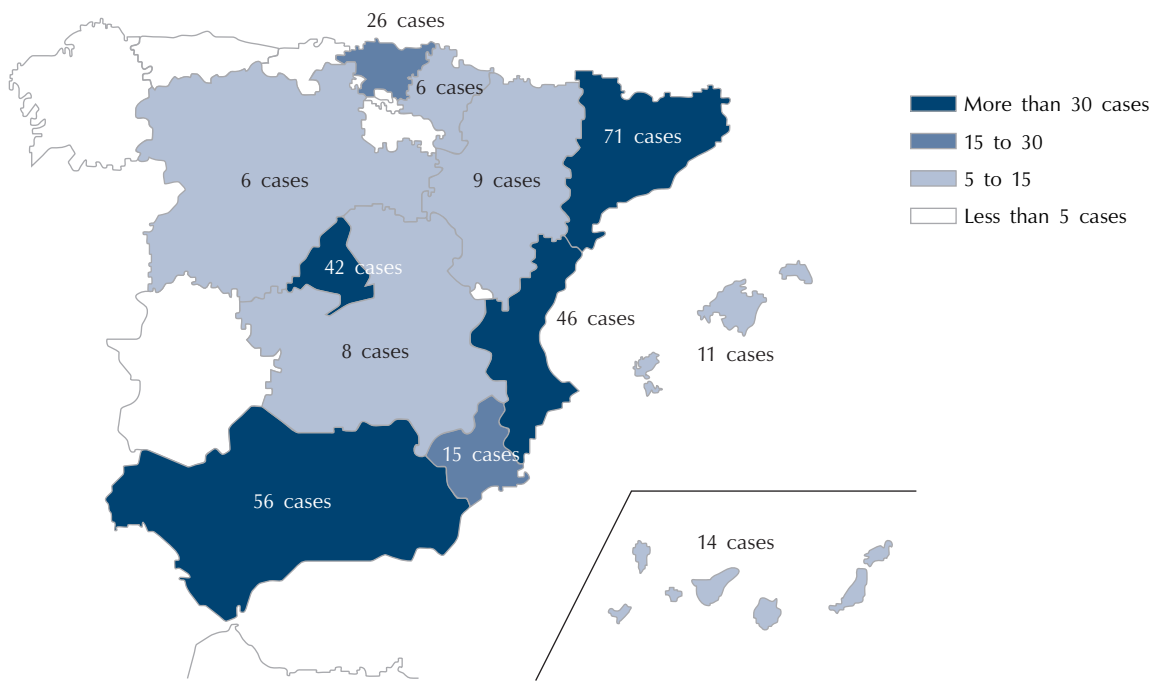 26 cases
6 cases
71 cases
6 cases
9 cases
42 cases
46 cases
8 cases
11 cases
15 cases
56 cases
14 cases
More than 30 cases
15 to 30
5 to 15
Less than 5 cases